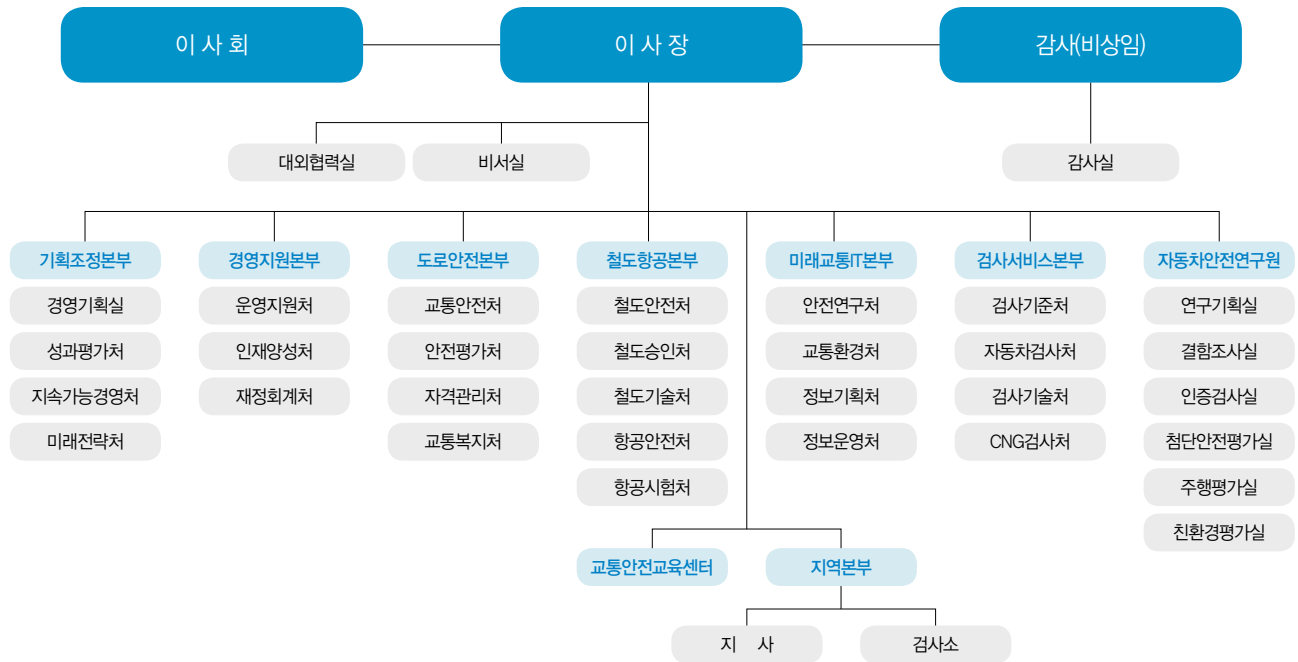 이 사 회
이 사 장
감사(비상임)
대외협력실
비서실
감사실
기획조정본부
경영기획실
성과평가처
지속가능경영처
미래전략처
경영지원본부
운영지원처
인재양성처
재정회계처
도로안전본부
교통안전처
안전평가처
자격관리처
교통복지처
철도항공본부
철도안전처
철도승인처
철도기술처
항공안전처
항공시험처
미래교통IT본부
안전연구처
교통환경처
정보기획처
정보운영처
검사서비스본부
검사기준처
자동차검사처
검사기술처
CNG검사처
자동차안전연구원
연구기획실
결함조사실
인증검사실
첨단안전평가실
주행평가실
친환경평가실
교통안전교육센터
지역본부
지 사
검사소